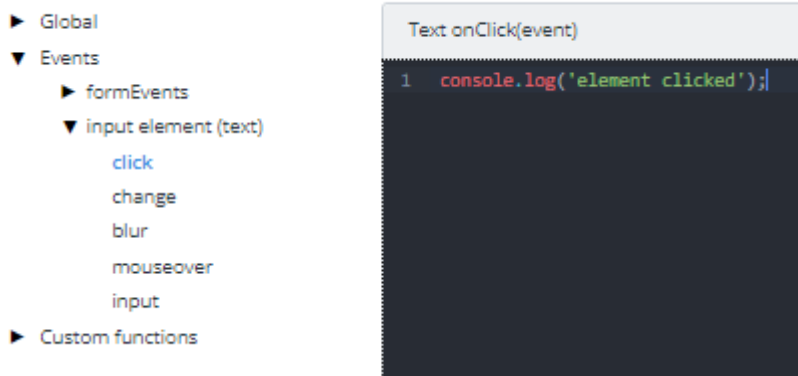 Global
Events
formEvents
input element (text)
click
change
blur
mouseover
input
Custom functions
Text onClick(event)
1 console.log('element clicked');